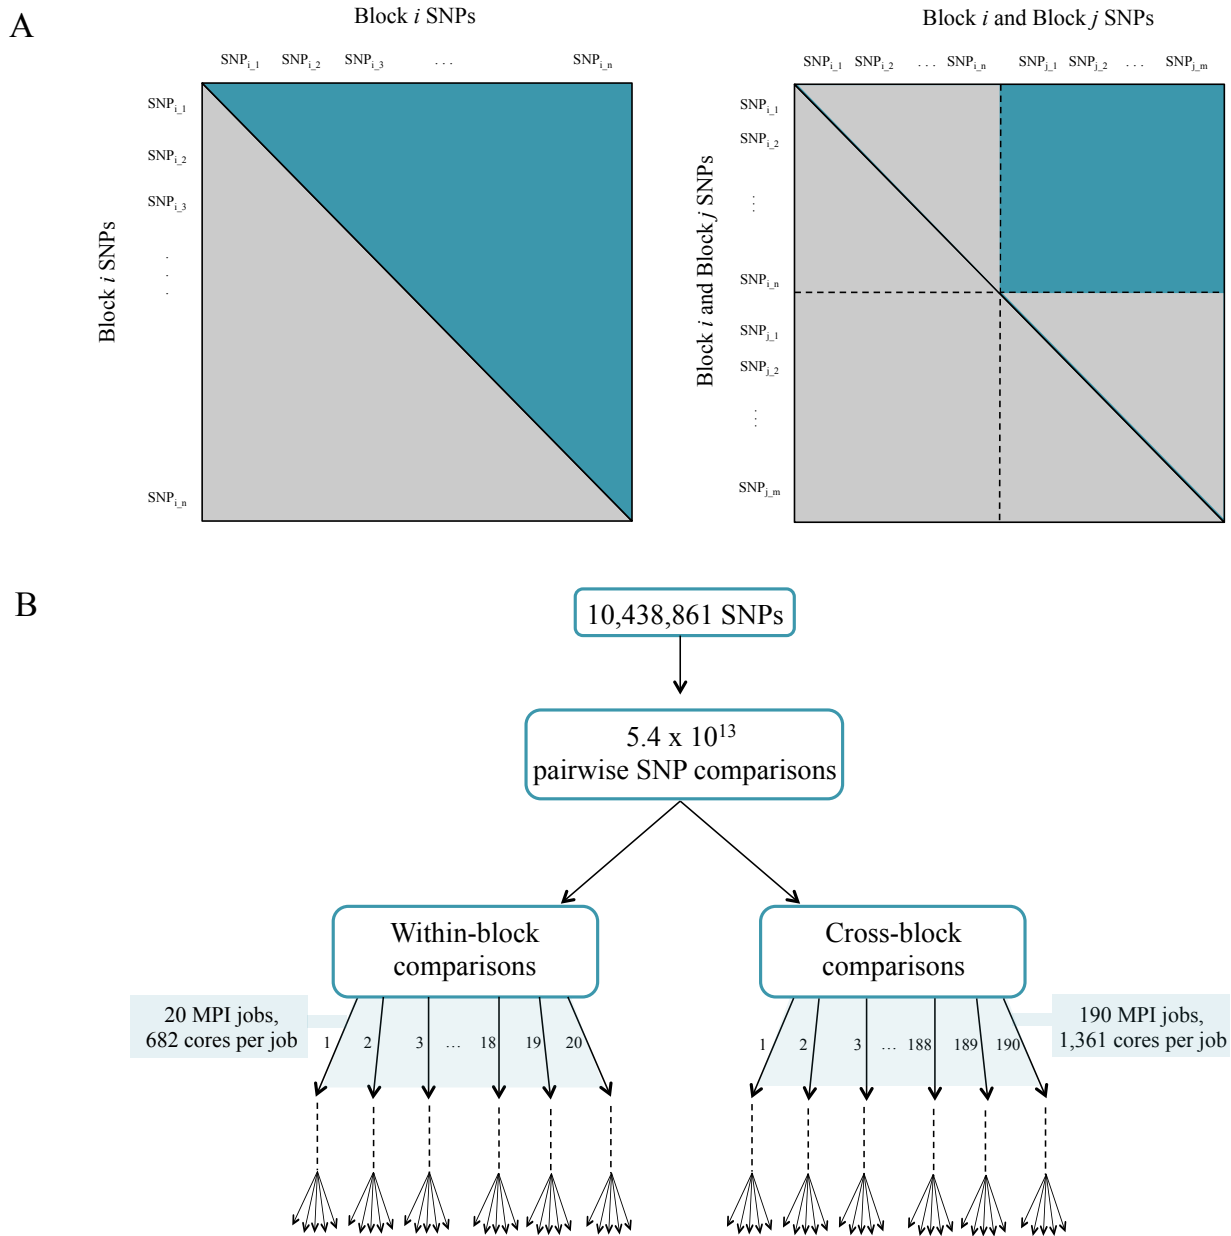 A
Block i SNPs
SNPi_1 SNPi_2 SNPi_3 ... SNPi_n
Block i SNPs
SNPi_1
SNPi_2
SNPi_3
...
SNPi_n
Block i and Block j SNPs
SNPi_1 SNPi_2 ... SNPi_n SNPj_1 SNPj_2 ... SNPj_m
Block i and Block j SNPs
SNPi_1
SNPi_2
...
SNPi_n
SNPj_1
SNPj_2
...
SNPj_m
B
10,438,861 SNPs
5.4 x 10¹³
pairwise SNP comparisons
Within-block
comparisons
Cross-block
comparisons
20 MPI jobs,
682 cores per job
1 2 3 ... 18 19 20
1 2 3 ... 188 189 190
190 MPI jobs,
1,361 cores per job